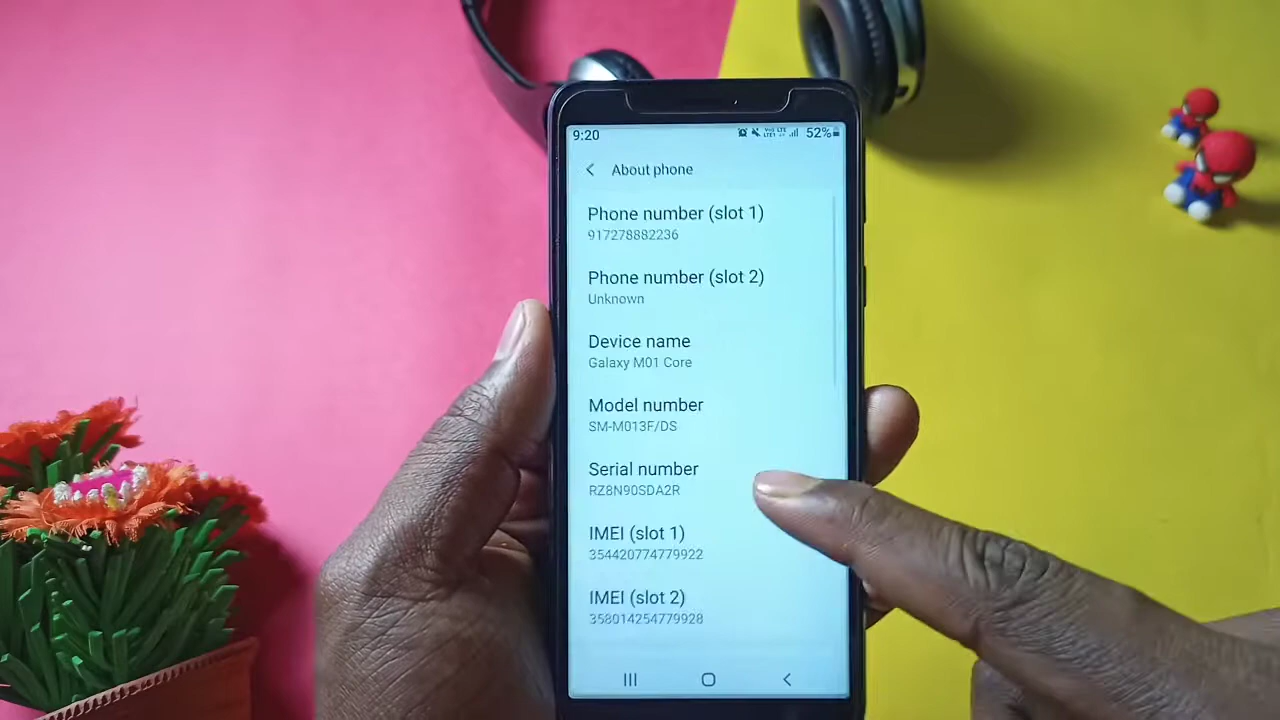 9:20
52%
About phone
Phone number (slot 1)
917278882236
Phone number (slot 2)
Unknown
Device name
Galaxy M01 Core
Model number
SM-M013F/DS
Serial number
RZ8N90SDA2R
IMEI (slot 1)
354420774779922
IMEI (slot 2)
358014254779928